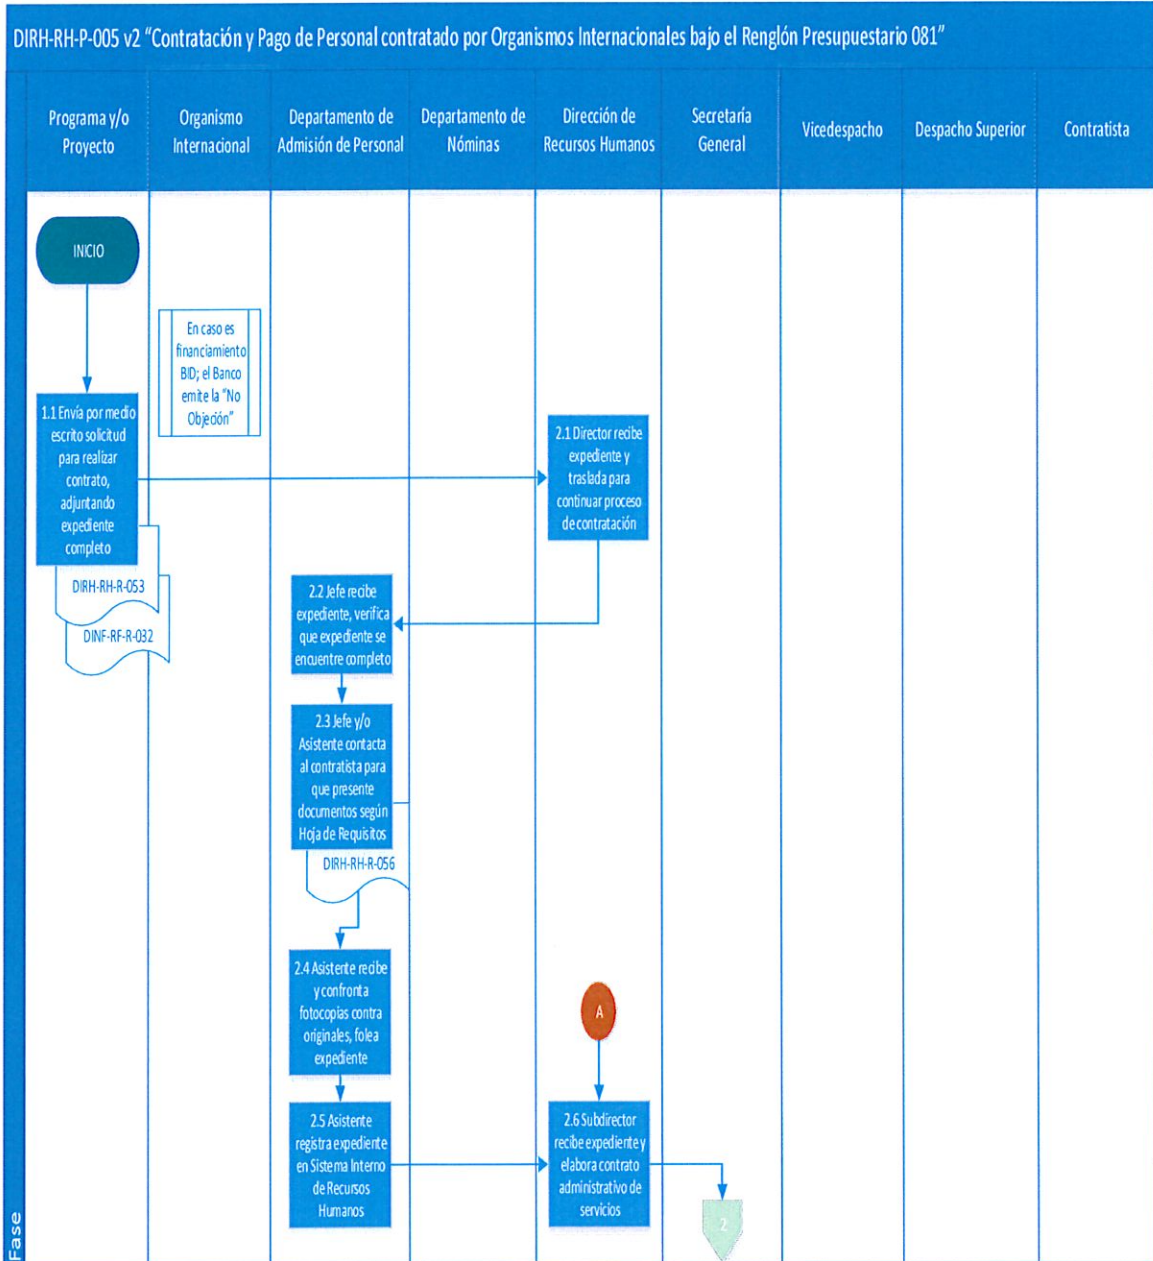 DIRH-RH-P-005 v2 “Contratación y Pago de Personal contratado por Organismos Internacionales bajo el Renglón Presupuestario 081”
Programa y/o
Proyecto
Organismo
Internacional
Departamento de
Admisión de Personal
Departamento de
Nóminas
Dirección de
Recursos Humanos
Secretaría
General
Vicedespacho
Despacho Superior
Contratista
INICIO
En caso es
financiamiento
BID; el Banco
emite la “No
Objeción”
1.1 Envía por medio
escrito solicitud
para realizar
contrato,
adjuntando
expediente
completo
DIRH-RH-R-053
DINF-RF-R-032
2.1 Director recibe
expediente y
traslada para
continuar proceso
de contratación
2.2 Jefe recibe
expediente, verifica
que expediente se
encuentre completo
2.3 Jefe y/o
Asistente contacta
al contratista para
que presente
documentos según
Hoja de Requisitos
DIRH-RH-R-056
2.4 Asistente recibe
y confronta
fotocopias contra
originales, folea
expediente
A
2.5 Asistente
registra expediente
en Sistema Interno
de Recursos
Humanos
2.6 Subdirector
recibe expediente y
elabora contrato
administrativo de
servicios
2
Fase